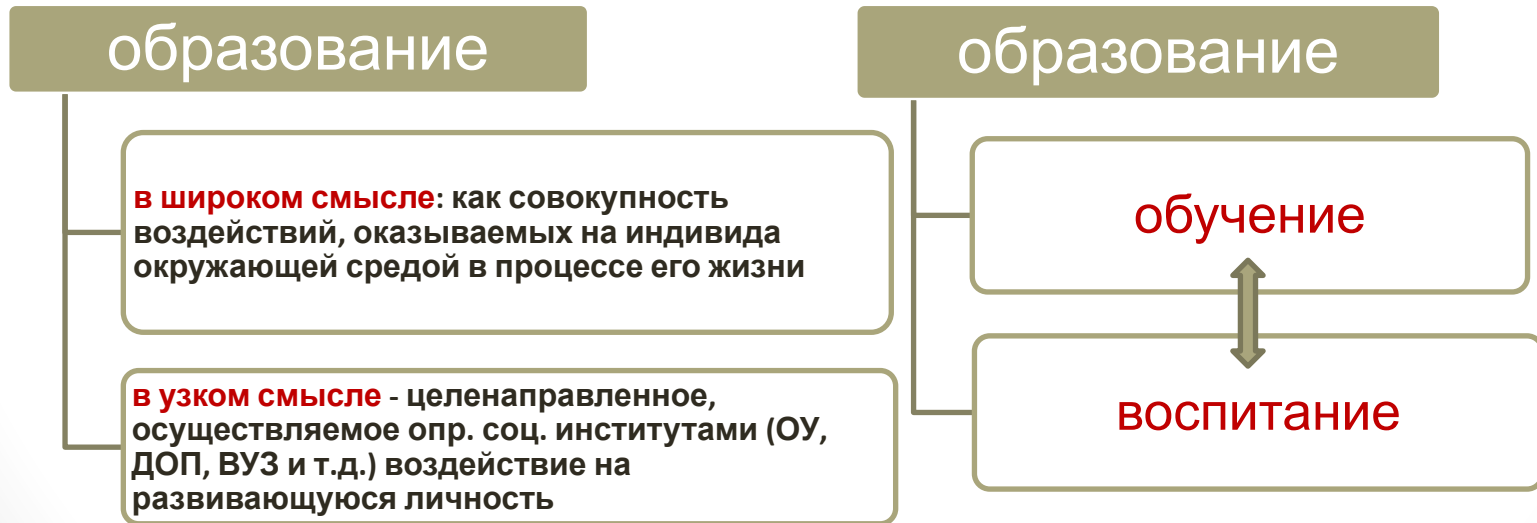 образование
в широком смысле: как совокупность
воздействий, оказываемых на индивида
окружающей средой в процессе его жизни
в узком смысле - целенаправленное,
осуществляемое опр. соц. институтами (ОУ,
ДОП, ВУЗ и т.д.) воздействие на
развивающуюся личность
образование
обучение
воспитание